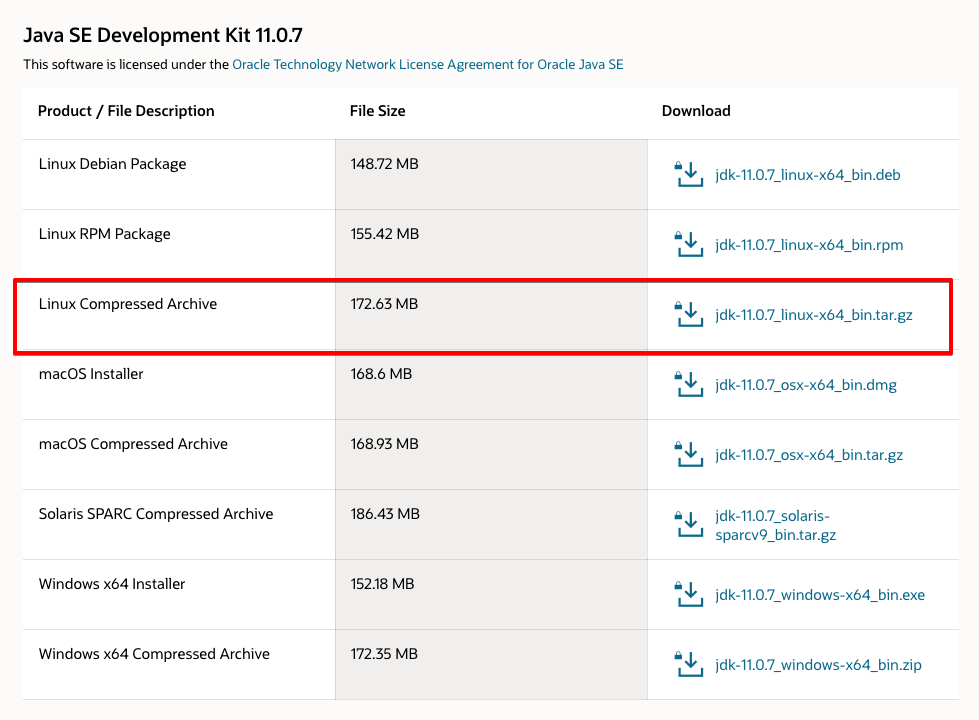 Java SE Development Kit 11.0.7
This software is licensed under the Oracle Technology Network License Agreement for Oracle Java SE
Product / File Description File Size Download
Linux Debian Package 148.72 MB jdk-11.0.7_linux-x64_bin.deb
Linux RPM Package 155.42 MB jdk-11.0.7_linux-x64_bin.rpm
Linux Compressed Archive 172.63 MB jdk-11.0.7_linux-x64_bin.tar.gz
macOS Installer 168.6 MB jdk-11.0.7_osx-x64_bin.dmg
macOS Compressed Archive 168.93 MB jdk-11.0.7_osx-x64_bin.tar.gz
Solaris SPARC Compressed Archive 186.43 MB jdk-11.0.7_solaris-
sparcv9_bin.tar.gz
Windows x64 Installer 152.18 MB jdk-11.0.7_windows-x64_bin.exe
Windows x64 Compressed Archive 172.35 MB jdk-11.0.7_windows-x64_bin.zip